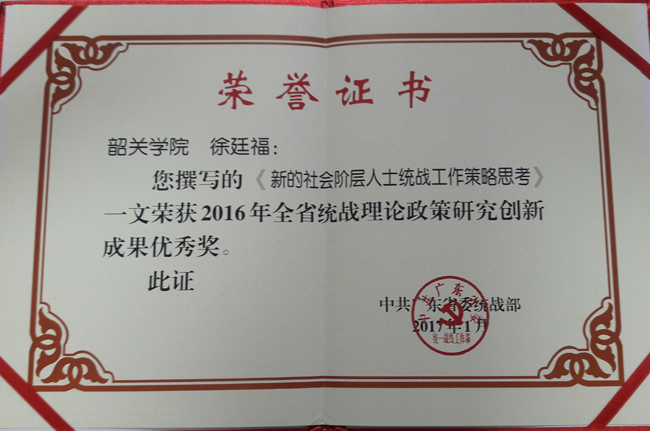 荣誉证书
韶关学院 徐廷福：
您撰写的《新的社会阶层人士统战工作策略思考》
一文荣获2016年全省统战理论政策研究创新
成果优秀奖。
此证
中共广东省委统战部
2017年1月